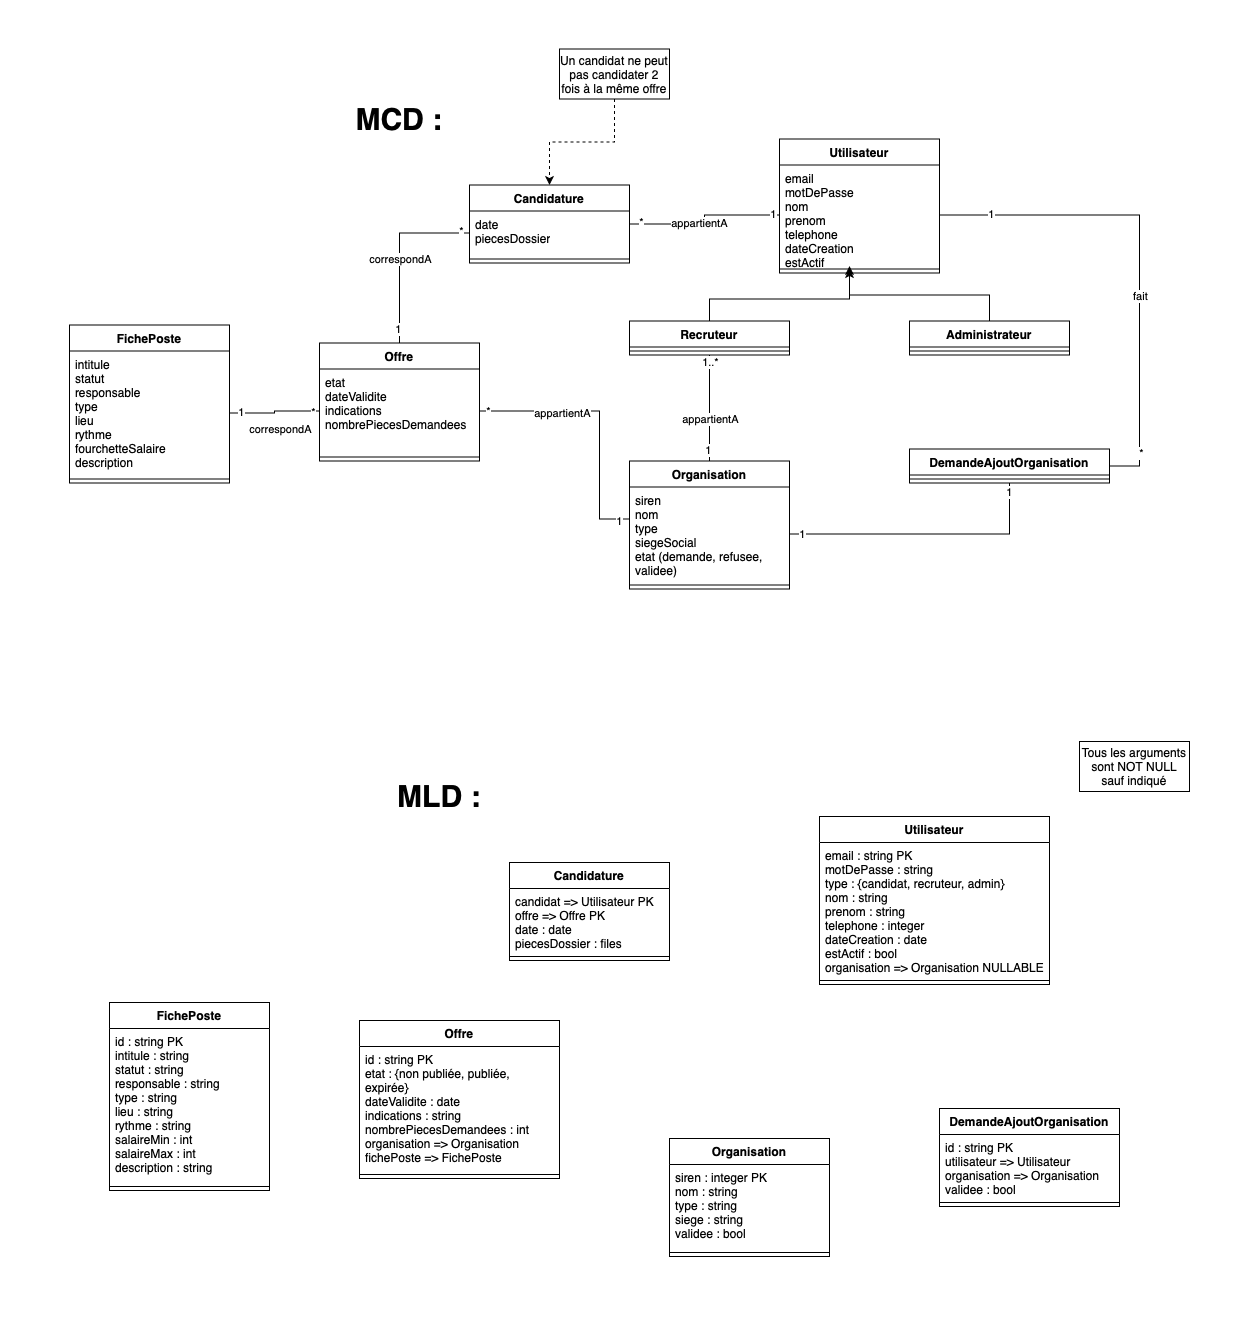 Un candidat ne peut
pas candidater 2
fois à la même offre
MCD :
Utilisateur
email
motDePasse
nom
prenom
telephone
dateCreation
estActif
Candidature
date
piecesDossier
*
appartientA
1
1
fait
*
correspondA
*
1
Recruteur
Administrateur
1..*
appartientA
1
FichePoste
intitule
statut
responsable
type
lieu
rythme
fourchetteSalaire
description
1
correspondA
*
Offre
etat
dateValidite
indications
nombrePiecesDemandees
*
appartientA
1
Organisation
siren
nom
type
siegeSocial
etat (demande, refusee,
validee)
DemandeAjoutOrganisation
1
1
Tous les arguments
sont NOT NULL
sauf indiqué
MLD :
Utilisateur
email : string PK
motDePasse : string
type : {candidat, recruteur, admin}
nom : string
prenom : string
telephone : integer
dateCreation : date
estActif : bool
organisation => Organisation NULLABLE
Candidature
candidat => Utilisateur PK
offre => Offre PK
date : date
piecesDossier : files
FichePoste
id : string PK
intitule : string
statut : string
responsable : string
type : string
lieu : string
rythme : string
salaireMin : int
salaireMax : int
description : string
Offre
id : string PK
etat : {non publiée, publiée,
expirée}
dateValidite : date
indications : string
nombrePiecesDemandees : int
organisation => Organisation
fichePoste => FichePoste
Organisation
siren : integer PK
nom : string
type : string
siege : string
validee : bool
DemandeAjoutOrganisation
id : string PK
utilisateur => Utilisateur
organisation => Organisation
validee : bool